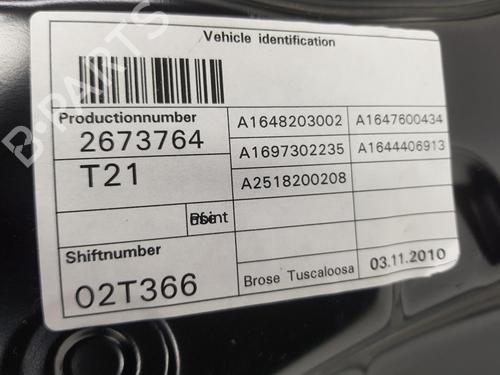 Vehicle identification
Productionnumber
2673764
T21
A1648203002 A1647600434
A1697302235 A1644406913
A2518200208
Shiftnumber
02T366
Brose Tuscaloosa 03.11.2010
B-PARTS